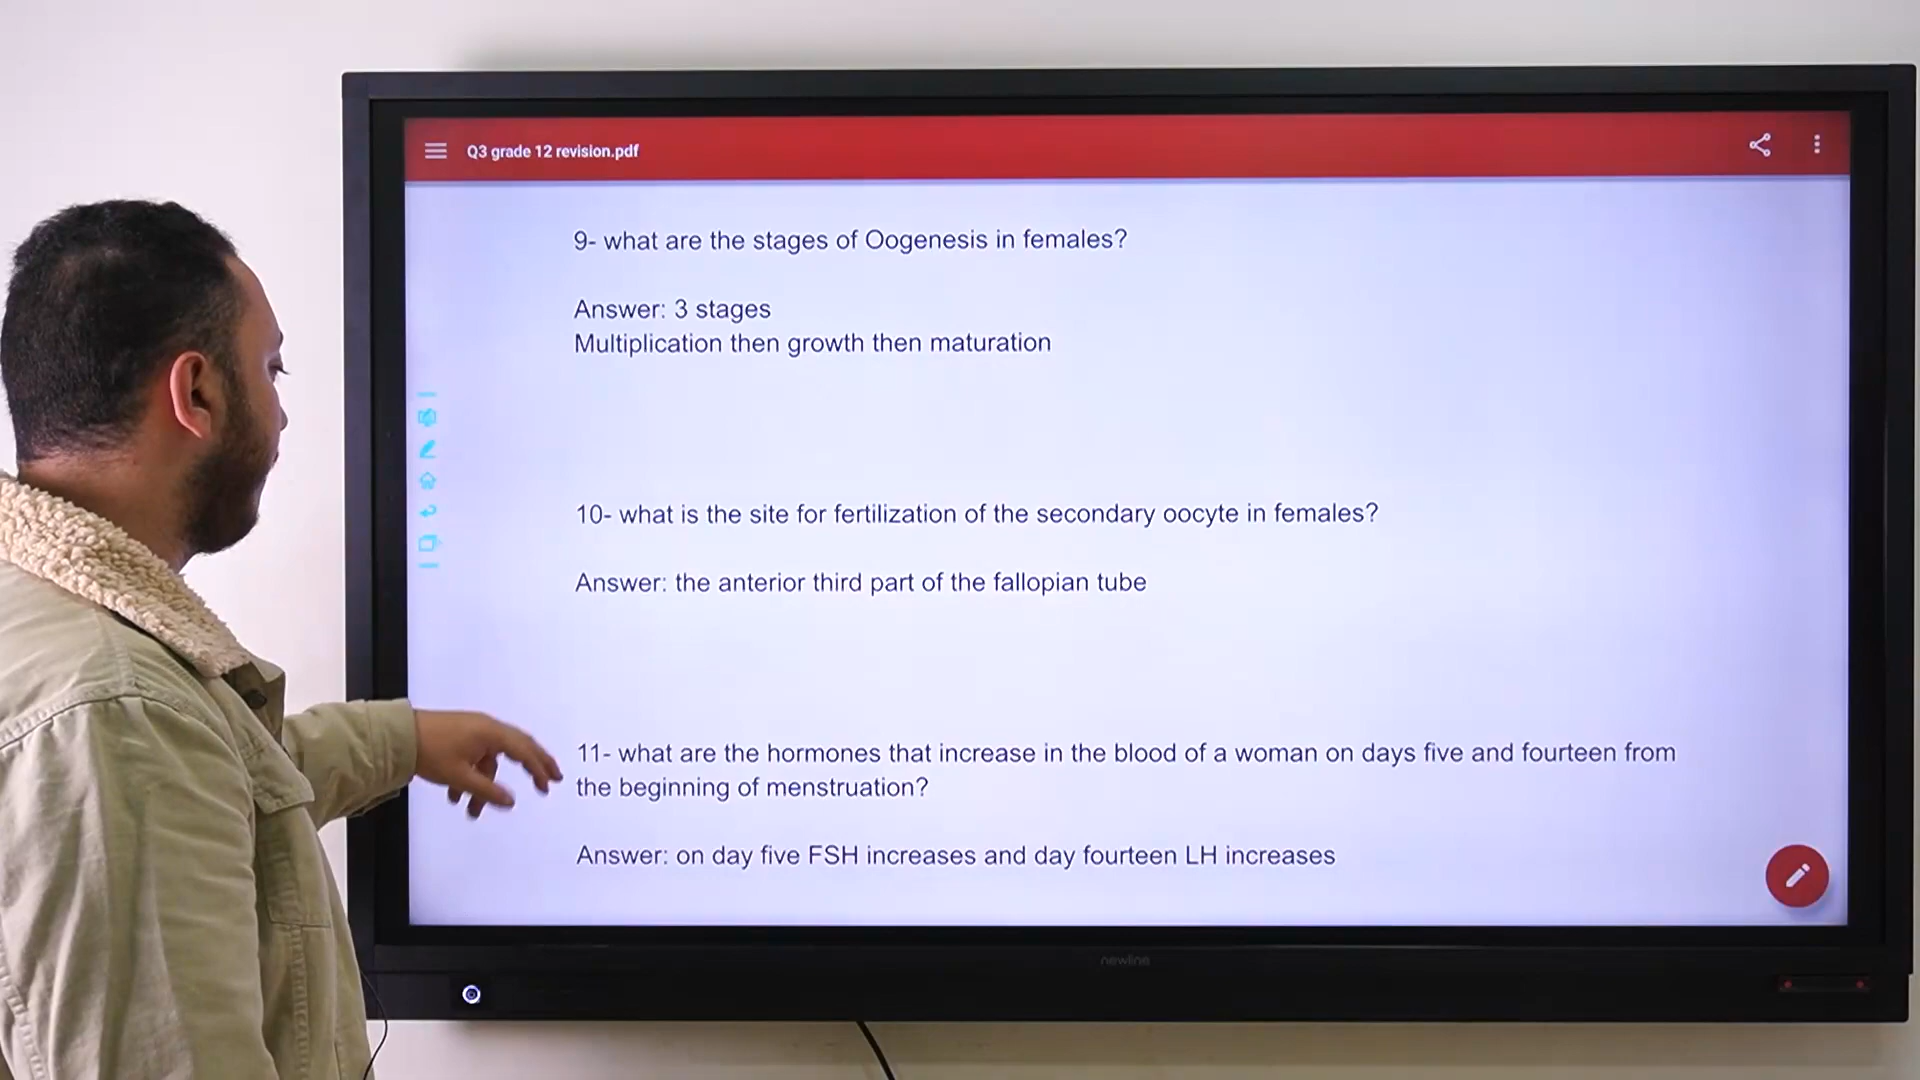 Q3 grade 12 revision.pdf
9- what are the stages of Oogenesis in females?
Answer: 3 stages
Multiplication then growth then maturation
10- what is the site for fertilization of the secondary oocyte in females?
Answer: the anterior third part of the fallopian tube
11- what are the hormones that increase in the blood of a woman on days five and fourteen from
the beginning of menstruation?
Answer: on day five FSH increases and day fourteen LH increases
newline